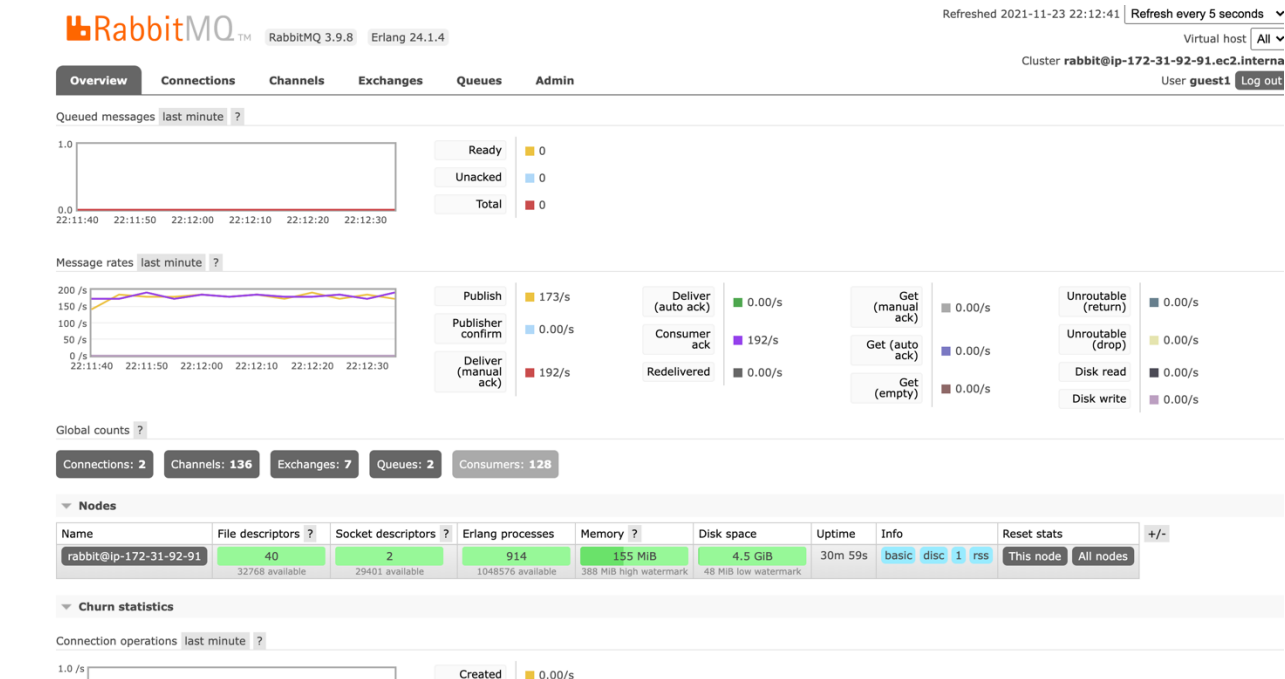 Refreshed 2021-11-23 22:12:41 Refresh every 5 seconds
RabbitMQ TM RabbitMQ 3.9.8 Erlang 24.1.4
Virtual host All
Cluster rabbit@ip-172-31-92-91.ec2.interna
User guest1 Log out
Overview Connections Channels Exchanges Queues Admin
Queued messages last minute ?
1.0
0.0
22:11:40 22:11:50 22:12:00 22:12:10 22:12:20 22:12:30
Ready 0
Unacked 0
Total 0
Message rates last minute ?
200 /s
150 /s
100 /s
50 /s
0 /s
22:11:40 22:11:50 22:12:00 22:12:10 22:12:20 22:12:30
Publish 173/s
Publisher confirm 0.00/s
Deliver (manual ack) 192/s
Deliver (auto ack) 0.00/s
Consumer ack 192/s
Redelivered 0.00/s
Get (manual ack) 0.00/s
Get (auto ack) 0.00/s
Get (empty) 0.00/s
Unroutable (return) 0.00/s
Unroutable (drop) 0.00/s
Disk read 0.00/s
Disk write 0.00/s
Global counts ?
Connections: 2 Channels: 136 Exchanges: 7 Queues: 2 Consumers: 128
Nodes
Name File descriptors ? Socket descriptors ? Erlang processes Memory ? Disk space Uptime Info Reset stats +/-
rabbit@ip-172-31-92-91 40 2 914 155 MiB 4.5 GiB 30m 59s basic disc 1 rss This node All nodes
32768 available 29401 available 1048576 available 388 MiB high watermark 48 MiB low watermark
Churn statistics
Connection operations last minute ?
1.0 /s
Created 0.00/s